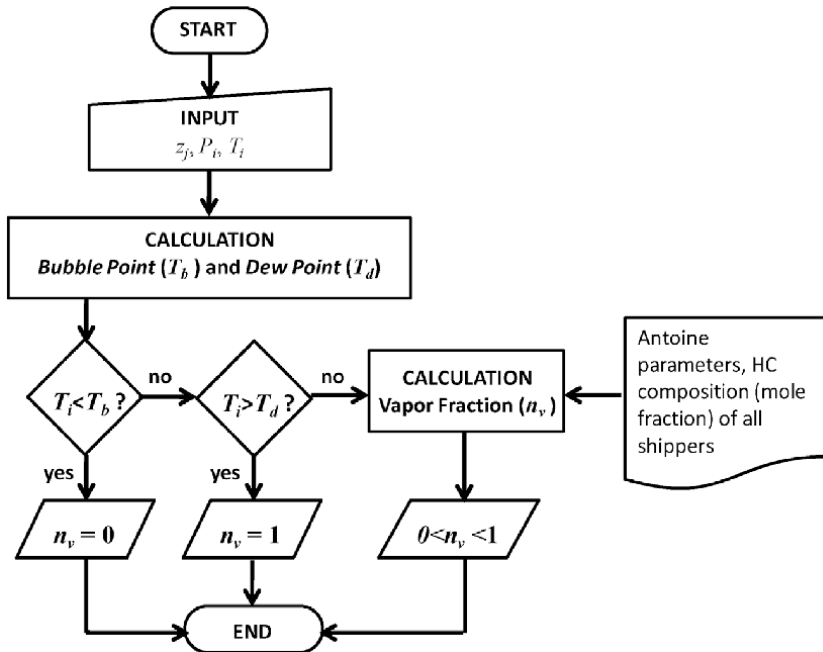 START
INPUT
z_j, P_i, T_i
CALCULATION
Bubble Point (T_b ) and Dew Point (T_d)
T_i<T_b ?
no
T_i>T_d ?
no
CALCULATION
Vapor Fraction (n_v )
Antoine
parameters, HC
composition (mole
fraction) of all
shippers
yes
yes
n_v = 0
n_v = 1
0<n_v <1
END